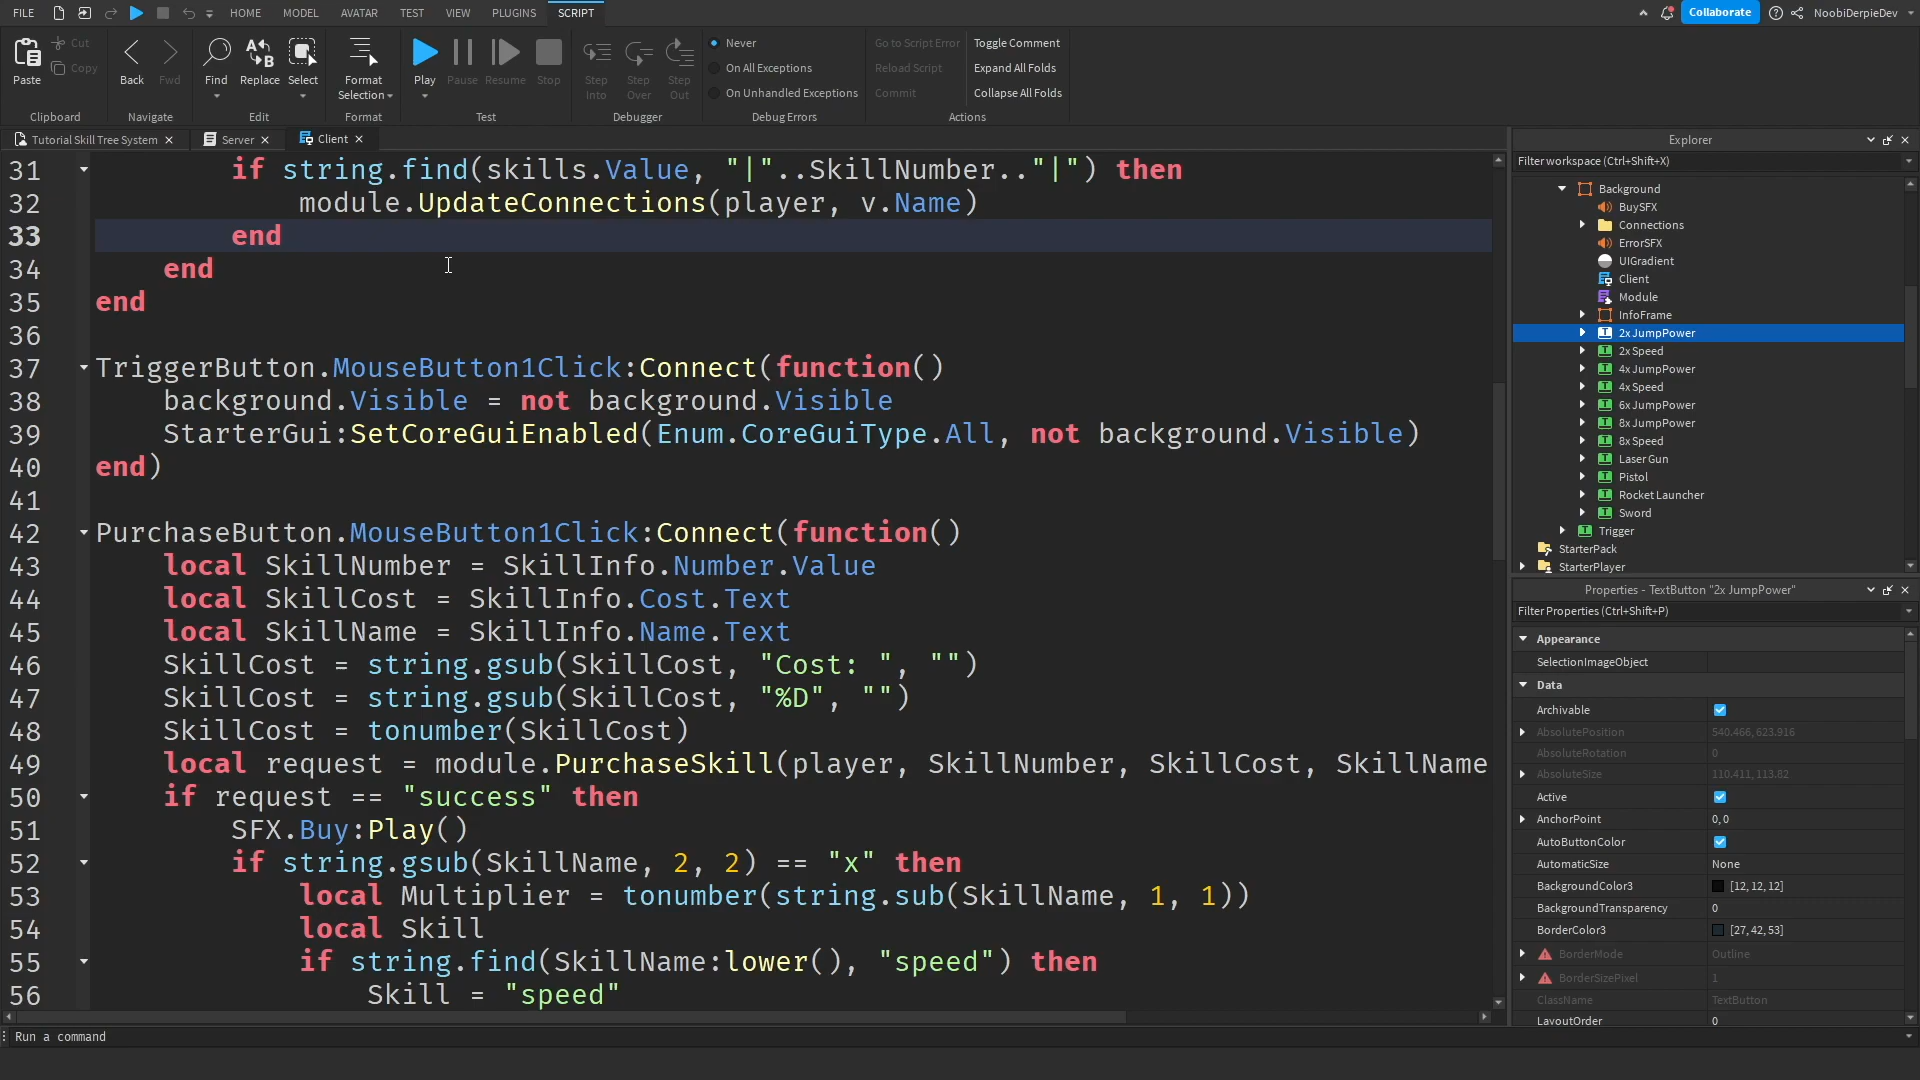 FILE HOME MODEL AVATAR TEST VIEW PLUGINS SCRIPT Collaborate NoobiDerpieDev
Paste Cut Copy Clipboard
Back Fwd Navigate
Find Replace Select Edit
Format Selection Format
Play Pause Resume Stop Test
Step Into Step Over Step Out Debugger
Never
On All Exceptions
On Unhandled Exceptions
Debug Errors
Go to Script Error Toggle Comment
Reload Script Expand All Folds
Commit Collapse All Folds
Actions
Tutorial Skill Tree System Server Client
31 if string.find(skills.Value, "|"..SkillNumber.."|") then
32 module.UpdateConnections(player, v.Name)
33 end
34 end
35 end
36
37 TriggerButton.MouseButton1Click:Connect(function()
38 background.Visible = not background.Visible
39 StarterGui:SetCoreGuiEnabled(Enum.CoreGuiType.All, not background.Visible)
40 end)
41
42 PurchaseButton.MouseButton1Click:Connect(function()
43 local SkillNumber = SkillInfo.Number.Value
44 local SkillCost = SkillInfo.Cost.Text
45 local SkillName = SkillInfo.Name.Text
46 SkillCost = string.gsub(SkillCost, "Cost: ", "")
47 SkillCost = string.gsub(SkillCost, "%D", "")
48 SkillCost = tonumber(SkillCost)
49 local request = module.PurchaseSkill(player, SkillNumber, SkillCost, SkillName
50 if request == "success" then
51 SFX.Buy:Play()
52 if string.gsub(SkillName, 2, 2) == "x" then
53 local Multiplier = tonumber(string.sub(SkillName, 1, 1))
54 local Skill
55 if string.find(SkillName:lower(), "speed") then
56 Skill = "speed"
Run a command
Explorer
Filter workspace (Ctrl+Shift+X)
Background
BuySFX
Connections
ErrorSFX
UIGradient
Client
Module
InfoFrame
2x JumpPower
2x Speed
4x JumpPower
4x Speed
6x JumpPower
8x JumpPower
8x Speed
Laser Gun
Pistol
Rocket Launcher
Sword
Trigger
StarterPack
StarterPlayer
Properties - TextButton "2x JumpPower"
Filter Properties (Ctrl+Shift+P)
Appearance
SelectionImageObject
Data
Archivable
AbsolutePosition 540.466, 623.916
AbsoluteRotation 0
AbsoluteSize 110.411, 113.82
Active
AnchorPoint 0, 0
AutoButtonColor
AutomaticSize None
BackgroundColor3 [12, 12, 12]
BackgroundTransparency 0
BorderColor3 [27, 42, 53]
BorderMode Outline
BorderSizePixel 1
ClassName TextButton
LayoutOrder 0